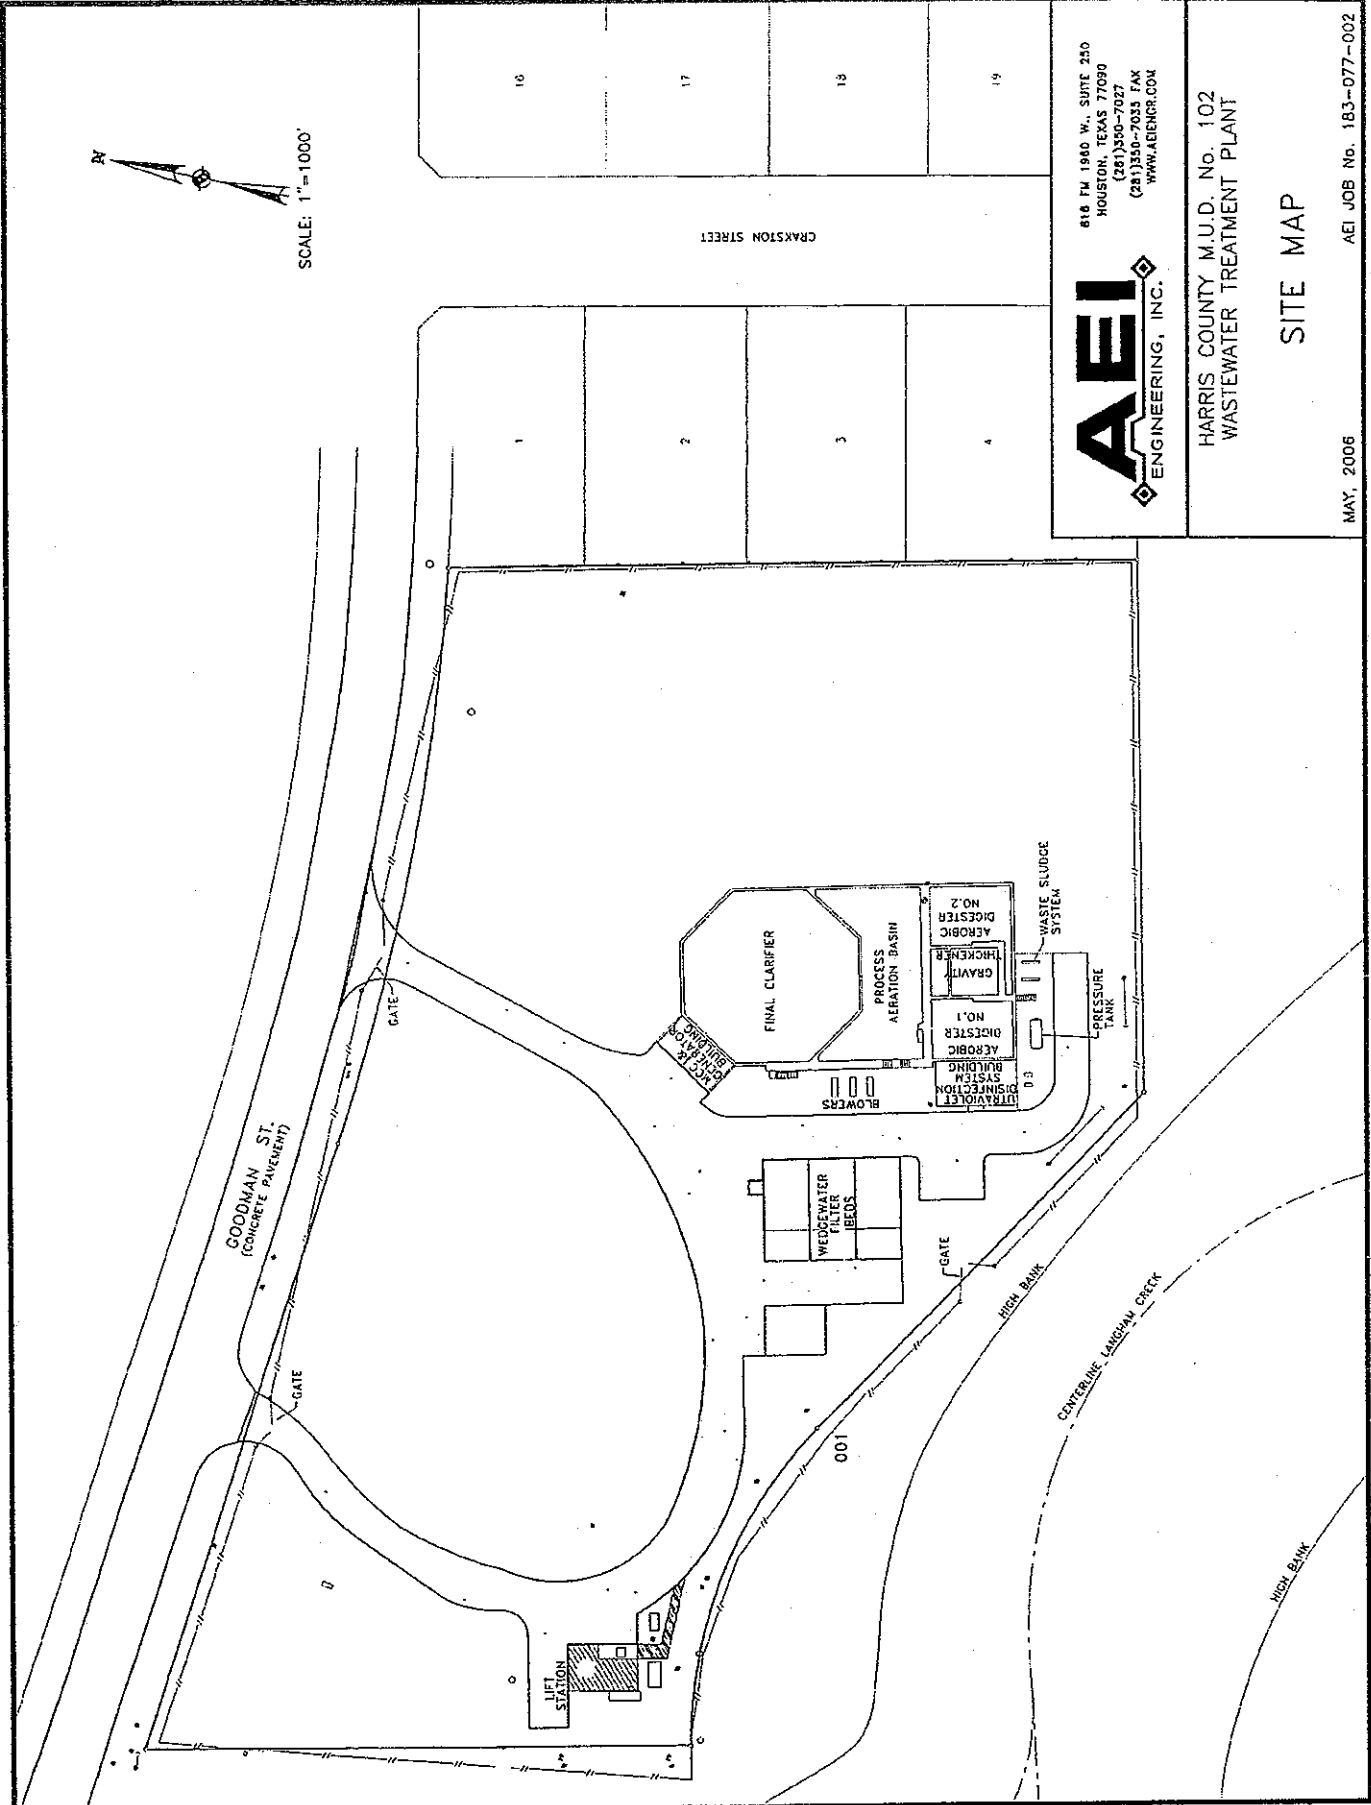 N
SCALE: 1"=1000'
16
17
18
19
CRAXSTON STREET
1
2
3
4
GOODMAN ST.
(CONCRETE PAVEMENT)
GATE
GATE
GATE
MCC &
GENERATOR
BUILDING
FINAL CLARIFIER
PROCESS
AERATION BASIN
AEROBIC
DIGESTER
NO.2
GRAVITY
THICKENER
AEROBIC
DIGESTER
NO.1
UTRAVIOLET
DISINFECTION
SYSTEM
BUILDING
BLOWERS
WASTE SLUDGE
SYSTEM
PRESSURE
TANK
WEDGEWATER
FILTER
BEDS
LIFT
STATION
001
HIGH BANK
CENTERLINE LANGHAM CREEK
HIGH BANK
AEI
ENGINEERING, INC.
616 FM 1960 W., SUITE 250
HOUSTON, TEXAS 77090
(281)350-7027
(281)350-7035 FAX
WWW.AEIENGR.COM
HARRIS COUNTY M.U.D. No. 102
WASTEWATER TREATMENT PLANT
SITE MAP
MAY, 2006
AEI JOB No. 183-077-002